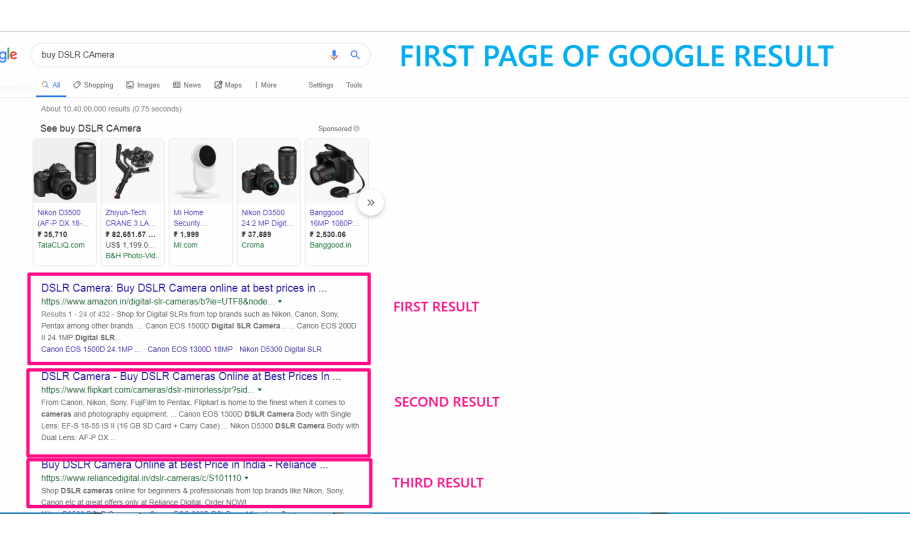 gle
buy DSLR CAmera
FIRST PAGE OF GOOGLE RESULT
All Shopping Images News Maps More Settings Tools
About 10,40,00,000 results (0.75 seconds)
See buy DSLR CAmera Sponsored
Nikon D3500
(AF-P DX 18-...
₹ 35,710
TataCLiQ.com
Zhiyun-Tech
CRANE 3 LA...
₹ 82,651.57 ...
US$ 1,199.0...
B&H Photo-Vid..
Mi Home
Security...
₹ 1,999
Mi.com
Nikon D3500
24.2 MP Digit...
₹ 37,889
Croma
Banggood
16MP 1080P...
₹ 2,530.06
Banggood.in
DSLR Camera: Buy DSLR Camera online at best prices in ...
https://www.amazon.in/digital-slr-cameras/b?ie=UTF8&node...
Results 1 - 24 of 432 - Shop for Digital SLRs from top brands such as Nikon, Canon, Sony,
Pentax among other brands. ... Canon EOS 1500D Digital SLR Camera... ... Canon EOS 200D
II 24.1MP Digital SLR...
Canon EOS 1500D 24.1MP ... · Canon EOS 1300D 18MP · Nikon D5300 Digital SLR
FIRST RESULT
DSLR Camera - Buy DSLR Cameras Online at Best Prices In ...
https://www.flipkart.com/cameras/dslr-mirrorless/pr?sid...
From Canon, Nikon, Sony, FujiFilm to Pentax, Flipkart is home to the finest when it comes to
cameras and photography equipment. ... Canon EOS 1300D DSLR Camera Body with Single
Lens: EF-S 18-55 IS II (16 GB SD Card + Carry Case) ... Nikon D5300 DSLR Camera Body with
Dual Lens: AF-P DX ...
SECOND RESULT
Buy DSLR Camera Online at Best Price in India - Reliance ...
https://www.reliancedigital.in/dslr-cameras/c/S101110
Shop DSLR cameras online for beginners & professionals from top brands like Nikon, Sony,
Canon etc at great offers only at Reliance Digital. Order NOW!
THIRD RESULT